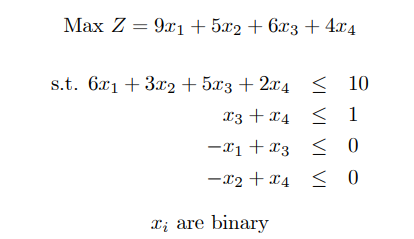 Max Z = 9x₁ + 5x₂ + 6x₃ + 4x₄
s.t. 6x₁ + 3x₂ + 5x₃ + 2x₄ ≤ 10
x₃ + x₄ ≤ 1
−x₁ + x₃ ≤ 0
−x₂ + x₄ ≤ 0
xᵢ are binary